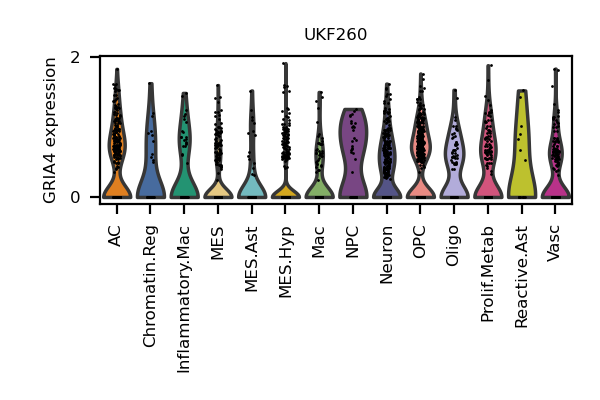 UKF260
GRIA4 expression
2
0
AC
Chromatin.Reg
Inflammatory.Mac
MES
MES.Ast
MES.Hyp
Mac
NPC
Neuron
OPC
Oligo
Prolif.Metab
Reactive.Ast
Vasc